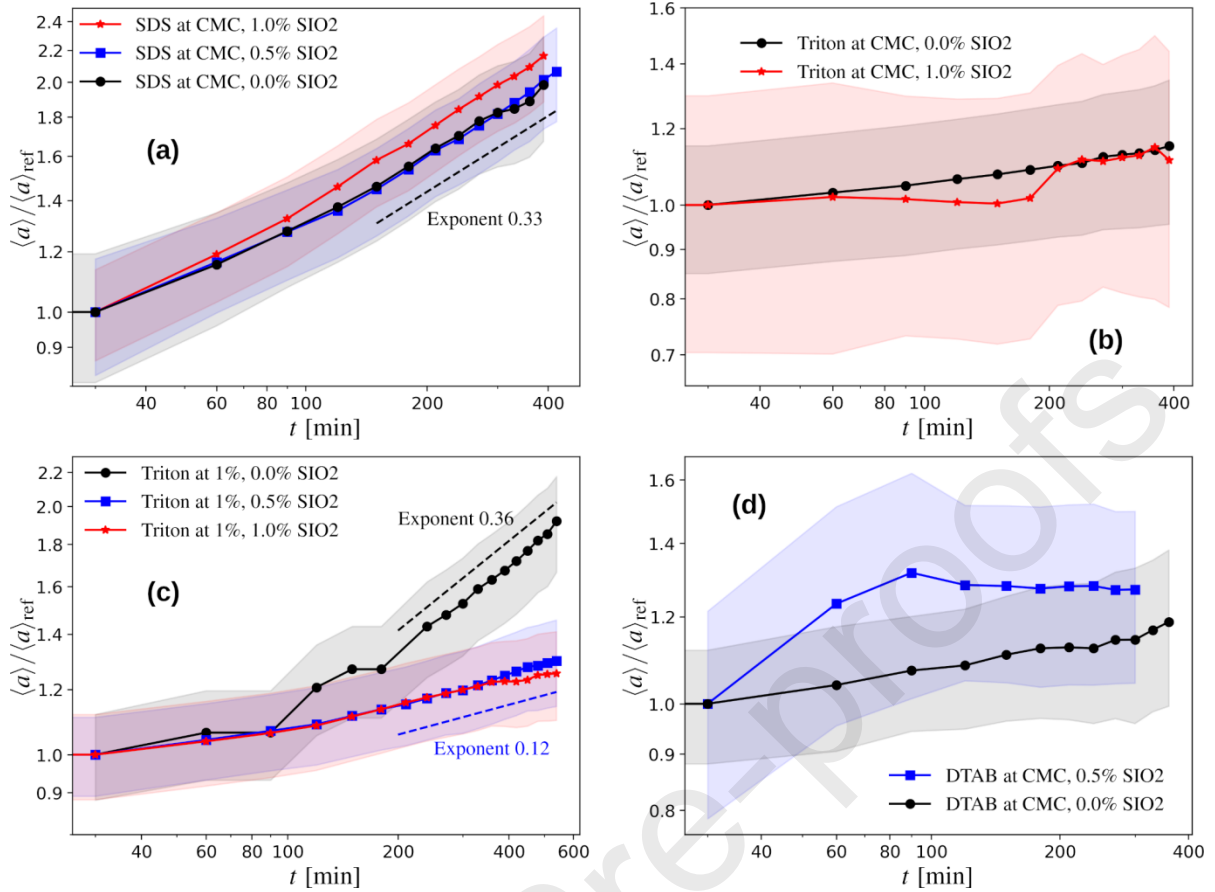 2.4
2.2
2.0
1.8
1.6
1.4
1.2
1.0
0.9
⟨a⟩/⟨a⟩ref
SDS at CMC, 1.0% SIO2
SDS at CMC, 0.5% SIO2
SDS at CMC, 0.0% SIO2
(a)
Exponent 0.33
40 60 80 100 200 400
t [min]
1.6
1.4
1.2
1.0
0.9
0.8
0.7
⟨a⟩/⟨a⟩ref
Triton at CMC, 0.0% SIO2
Triton at CMC, 1.0% SIO2
(b)
40 60 80 100 200 400
t [min]
2.2
2.0
1.8
1.6
1.4
1.2
1.0
0.9
⟨a⟩/⟨a⟩ref
Triton at 1%, 0.0% SIO2
Triton at 1%, 0.5% SIO2
Triton at 1%, 1.0% SIO2
Exponent 0.36
(c)
Exponent 0.12
40 60 80 100 200 400 600
t [min]
1.6
1.4
1.2
1.0
0.9
0.8
⟨a⟩/⟨a⟩ref
(d)
DTAB at CMC, 0.5% SIO2
DTAB at CMC, 0.0% SIO2
40 60 80 100 200 400
t [min]
re-proofs